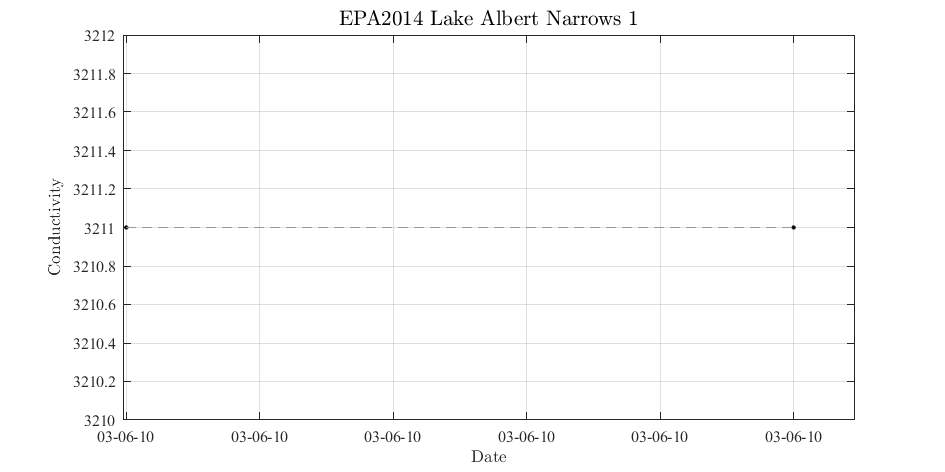 EPA2014 Lake Albert Narrows 1
3212
3211.8
3211.6
3211.4
3211.2
3211
3210.8
3210.6
3210.4
3210.2
3210
Conductivity
03-06-10 03-06-10 03-06-10 03-06-10 03-06-10 03-06-10
Date